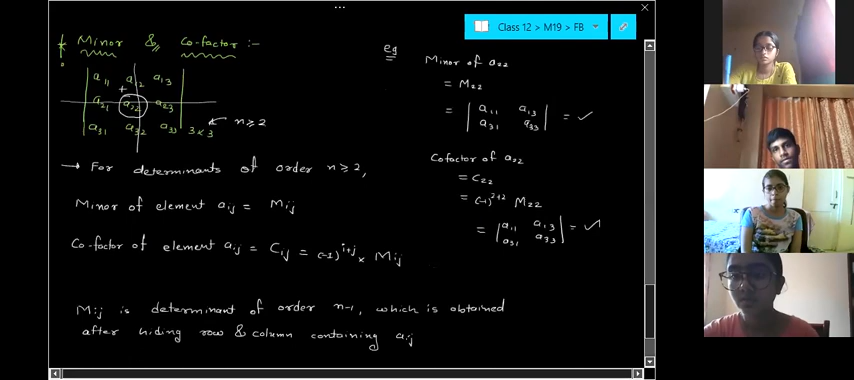 Class 12 > M19 > FB
* Minor & Co-factor :-
a11 a12 a13
a21 a22 a23
a31 a32 a33 3×3
n≥2
→ For determinants of order n≥2,
Minor of element aij = Mij
Co-factor of element aij = Cij = (-1)^i+j × Mij
Mij is determinant of order n-1, which is obtained
after hiding row & column containing aij
eg
Minor of a22
= M22
= | a11 a13 | = ✓
a31 a33
Cofactor of a22
= C22
= (-1)^2+2 M22
= | a11 a13 | = ✓
a31 a33